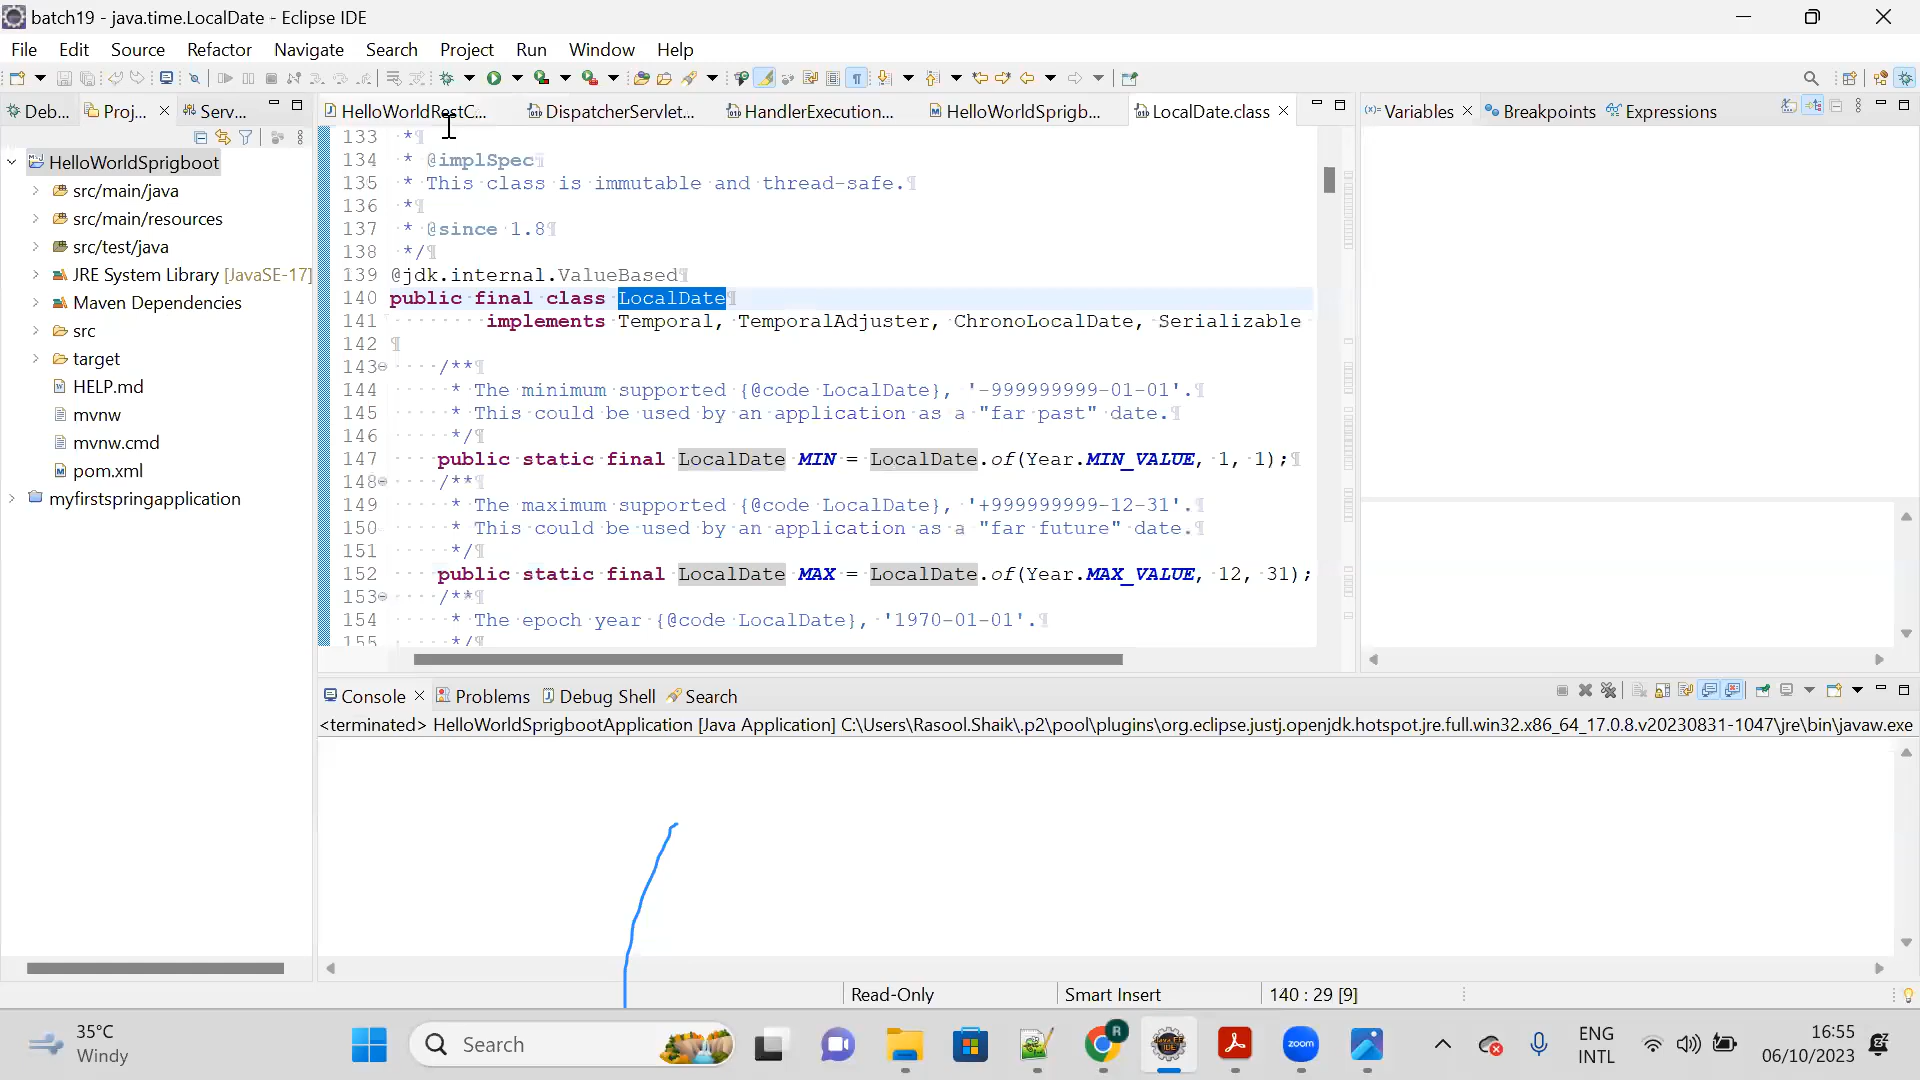 batch19 - java.time.LocalDate - Eclipse IDE
File Edit Source Refactor Navigate Search Project Run Window Help
Deb... Proj... Serv...
HelloWorldRestC... DispatcherServlet... HandlerExecution... HelloWorldSprigb... LocalDate.class
Variables Breakpoints Expressions
HelloWorldSprigboot
src/main/java
src/main/resources
src/test/java
JRE System Library [JavaSE-17]
Maven Dependencies
src
target
HELP.md
mvnw
mvnw.cmd
pom.xml
myfirstspringapplication
133 *
134 * @implSpec
135 * This class is immutable and thread-safe.
136 *
137 * @since 1.8
138 */
139 @jdk.internal.ValueBased
140 public final class LocalDate
141 implements Temporal, TemporalAdjuster, ChronoLocalDate, Serializable
142
143 /**
144 * The minimum supported {@code LocalDate}, '-999999999-01-01'.
145 * This could be used by an application as a "far past" date.
146 */
147 public static final LocalDate MIN = LocalDate.of(Year.MIN_VALUE, 1, 1);
148 /**
149 * The maximum supported {@code LocalDate}, '+999999999-12-31'.
150 * This could be used by an application as a "far future" date.
151 */
152 public static final LocalDate MAX = LocalDate.of(Year.MAX_VALUE, 12, 31);
153 /**
154 * The epoch year {@code LocalDate}, '1970-01-01'.
155 */
Console Problems Debug Shell Search
<terminated> HelloWorldSprigbootApplication [Java Application] C:\Users\Rasool.Shaik\.p2\pool\plugins\org.eclipse.justj.openjdk.hotspot.jre.full.win32.x86_64_17.0.8.v20230831-1047\jre\bin\javaw.exe
Read-Only Smart Insert 140 : 29 [9]
35°C
Windy
Search
R
zoom
ENG
INTL
16:55
06/10/2023